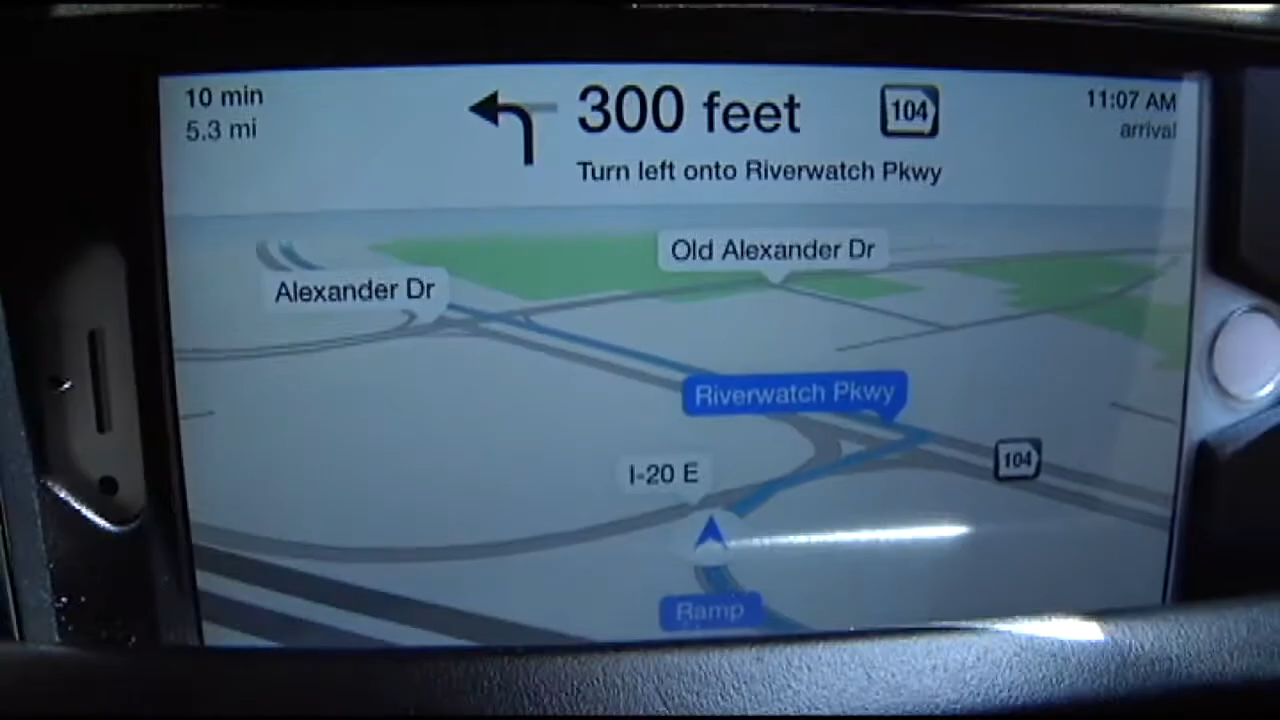 10 min
5.3 mi
300 feet
104
Turn left onto Riverwatch Pkwy
11:07 AM
arrival
Old Alexander Dr
Alexander Dr
Riverwatch Pkwy
I-20 E
104
Ramp